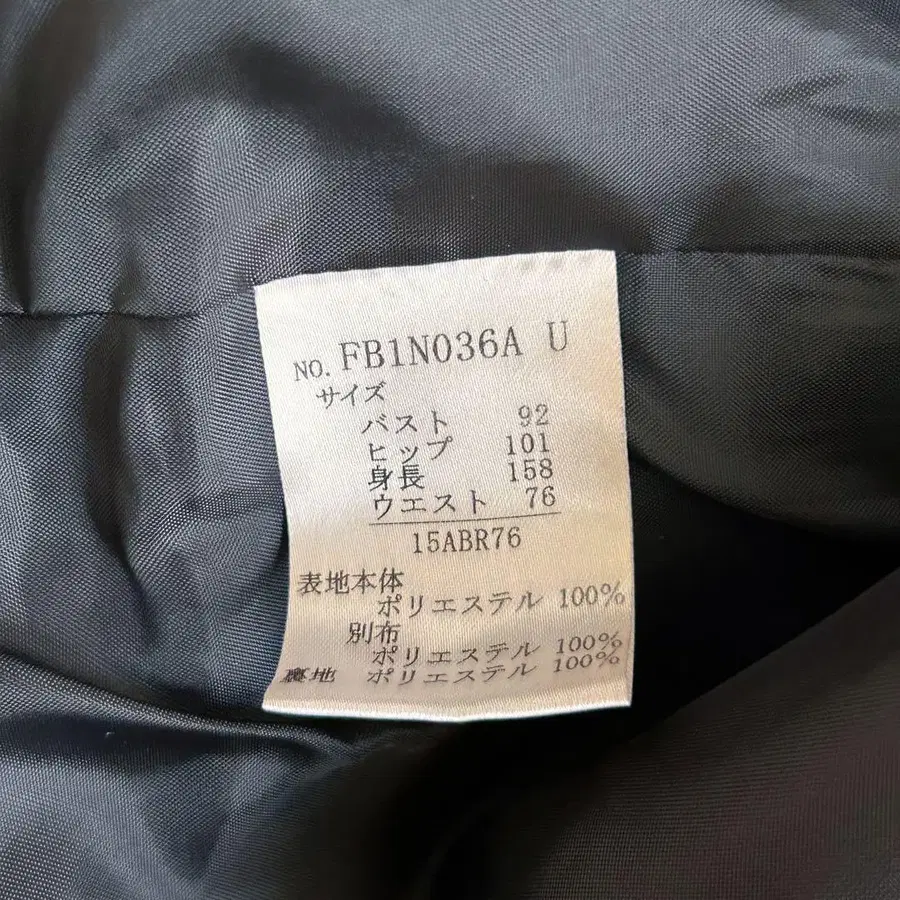 NO. FB1N036A U
サイズ
バスト 92
ヒップ 101
身長 158
ウエスト 76
15ABR76
表地本体
ポリエステル 100%
別布
ポリエステル 100%
裏地 ポリエステル 100%